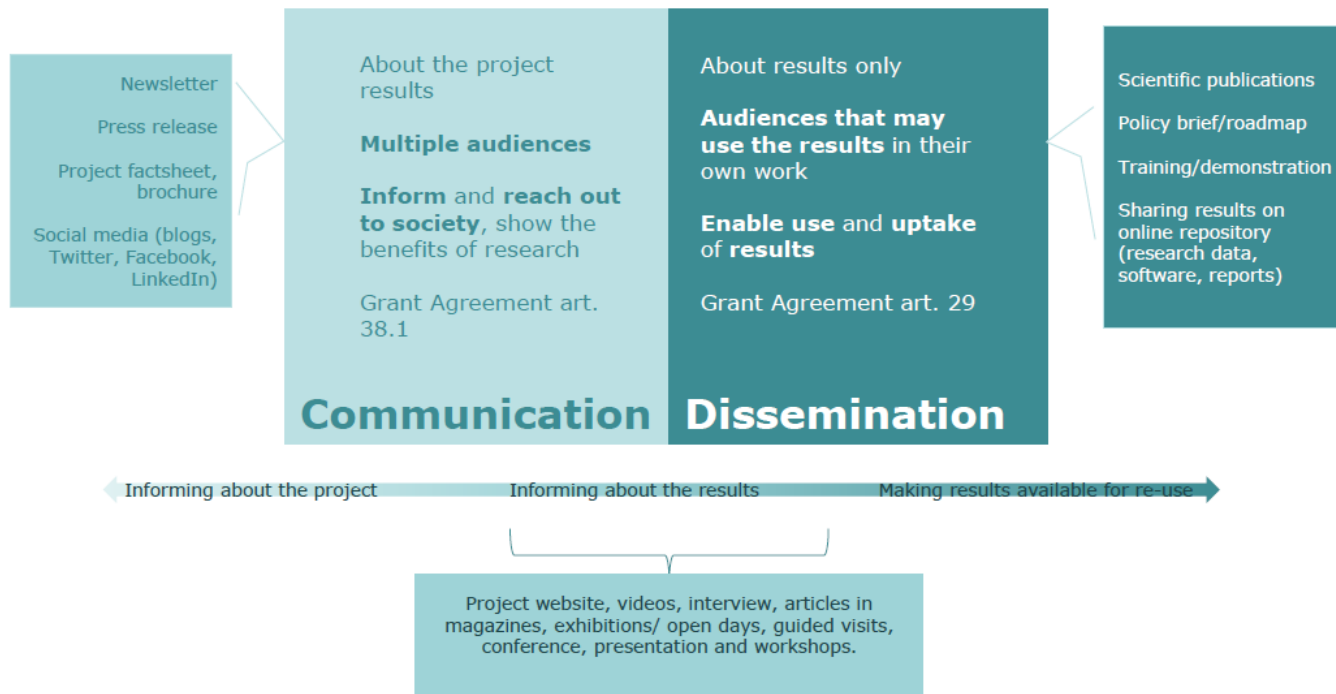 Newsletter
Press release
Project factsheet,
brochure
Social media (blogs,
Twitter, Facebook,
LinkedIn)
About the project
results
Multiple audiences
Inform and reach out
to society, show the
benefits of research
Grant Agreement art.
38.1
Communication
About results only
Audiences that may
use the results in their
own work
Enable use and uptake
of results
Grant Agreement art. 29
Dissemination
Scientific publications
Policy brief/roadmap
Training/demonstration
Sharing results on
online repository
(research data,
software, reports)
Informing about the project
Informing about the results
Making results available for re-use
Project website, videos, interview, articles in
magazines, exhibitions/ open days, guided visits,
conference, presentation and workshops.